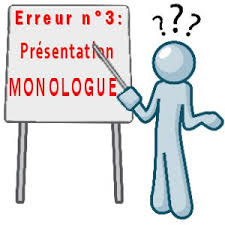 ???
Erreur n°3:
Présentation
MONOLOGUE